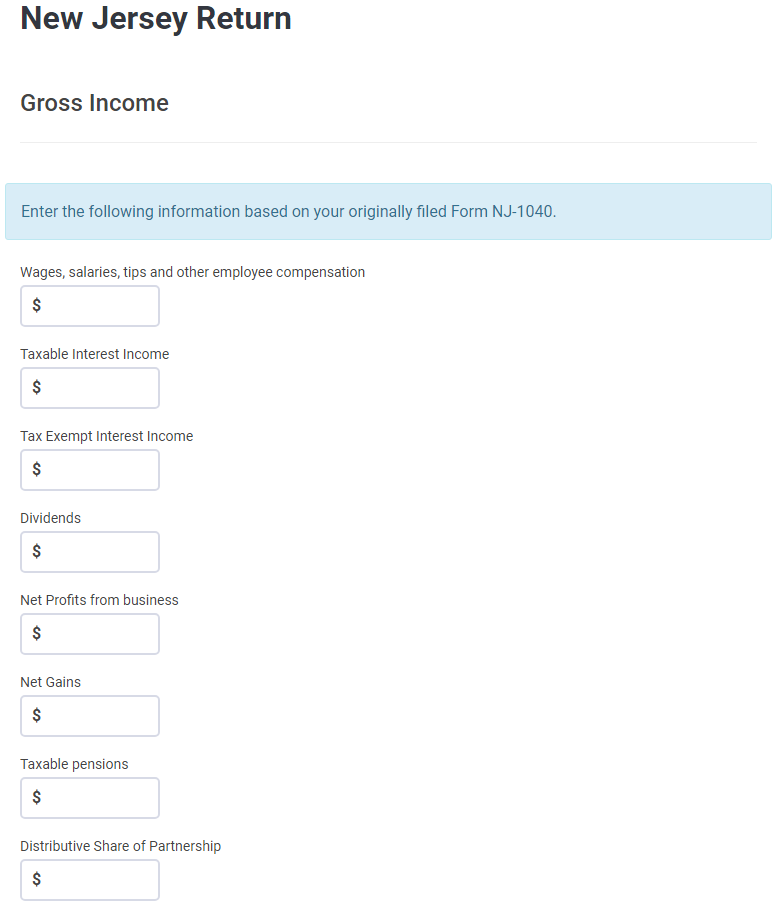 New Jersey Return
Gross Income
Enter the following information based on your originally filed Form NJ-1040.
Wages, salaries, tips and other employee compensation
$
Taxable Interest Income
$
Tax Exempt Interest Income
$
Dividends
$
Net Profits from business
$
Net Gains
$
Taxable pensions
$
Distributive Share of Partnership
$